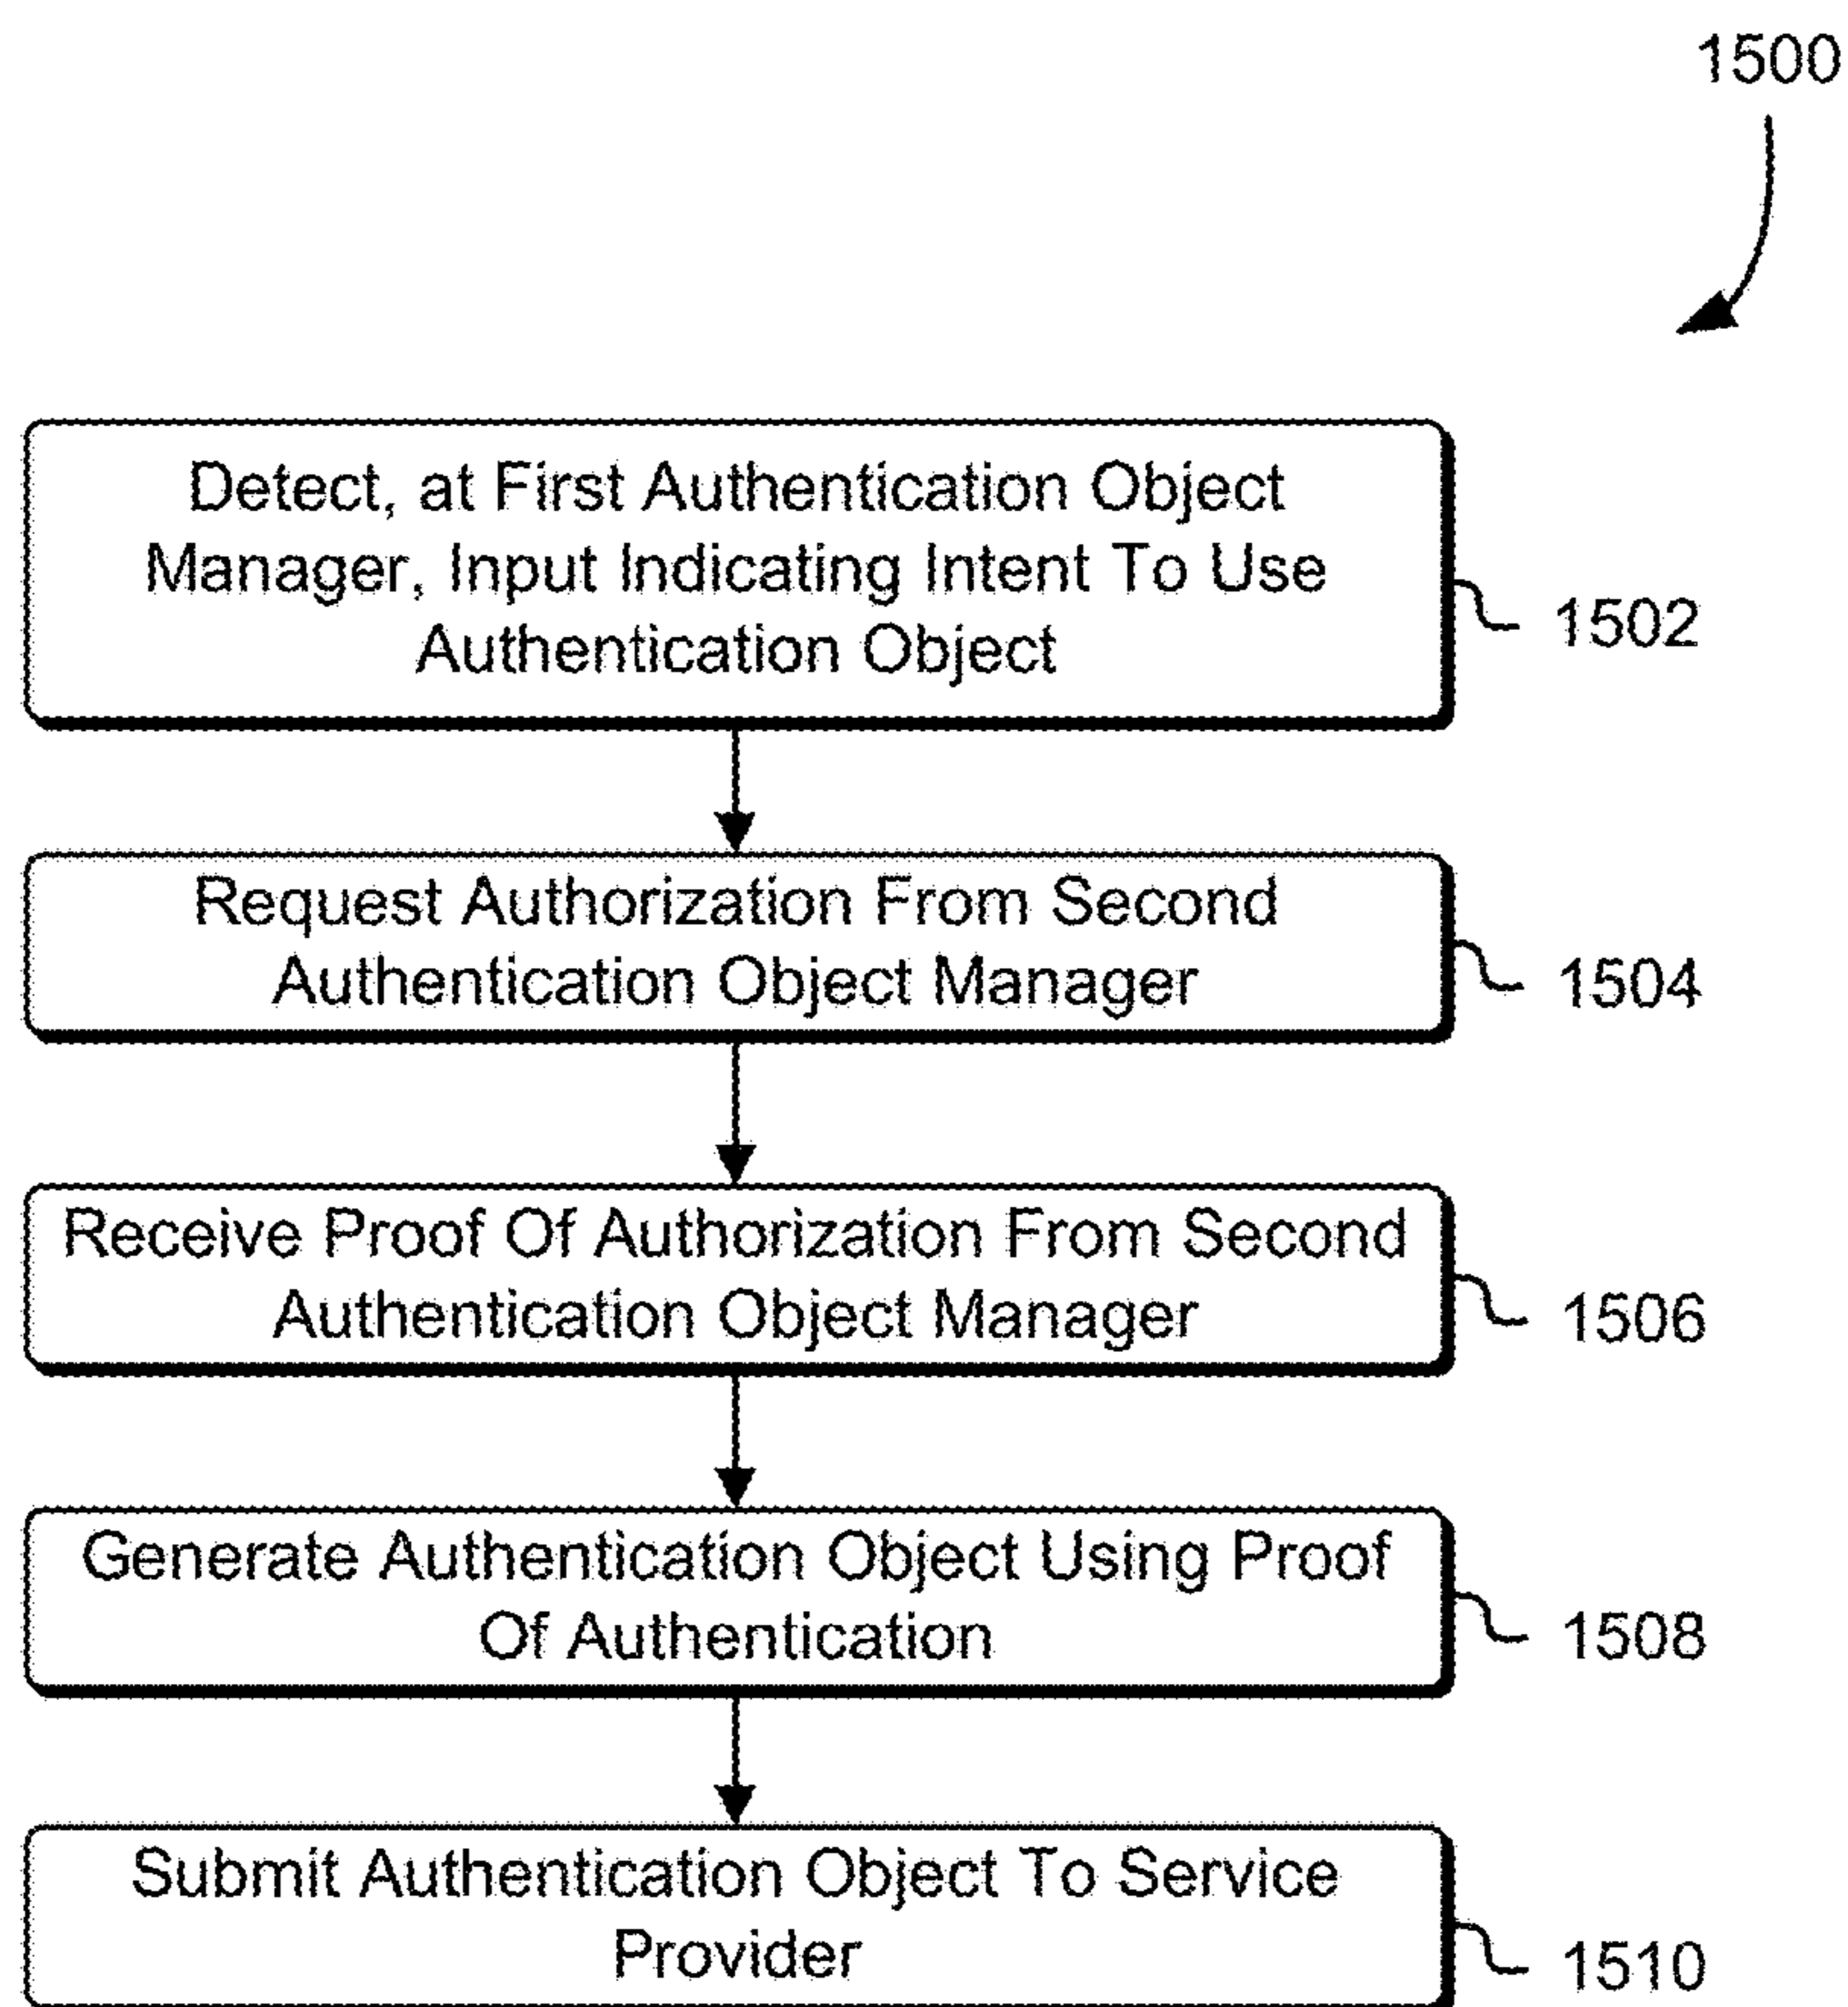 1500
Detect, at First Authentication Object
Manager, Input Indicating Intent To Use
Authentication Object
1502
Request Authorization From Second
Authentication Object Manager
1504
Receive Proof Of Authorization From Second
Authentication Object Manager
1506
Generate Authentication Object Using Proof
Of Authentication
1508
Submit Authentication Object To Service
Provider
1510